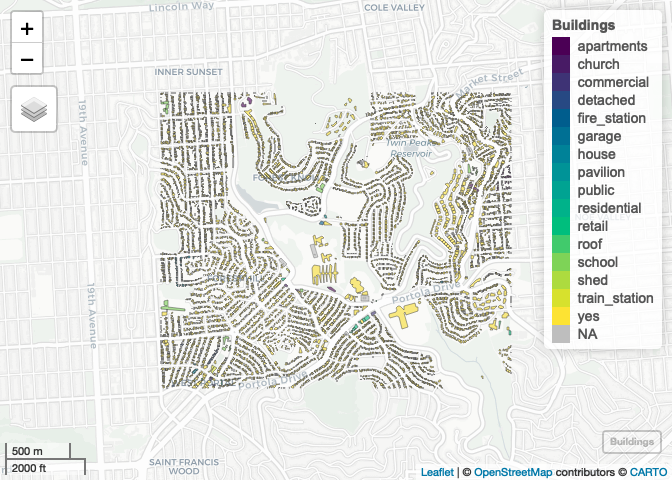 +
−
Lincoln Way
COLE VALLEY
INNER SUNSET
19th Avenue
Market Street
Twin Peaks
Reservoir
Portola Drive
19th Avenue
Portola Drive
SAINT FRANCIS
WOOD
Buildings
apartments
church
commercial
detached
fire_station
garage
house
pavilion
public
residential
retail
roof
school
shed
train_station
yes
NA
Buildings
500 m
2000 ft
Leaflet | © OpenStreetMap contributors © CARTO